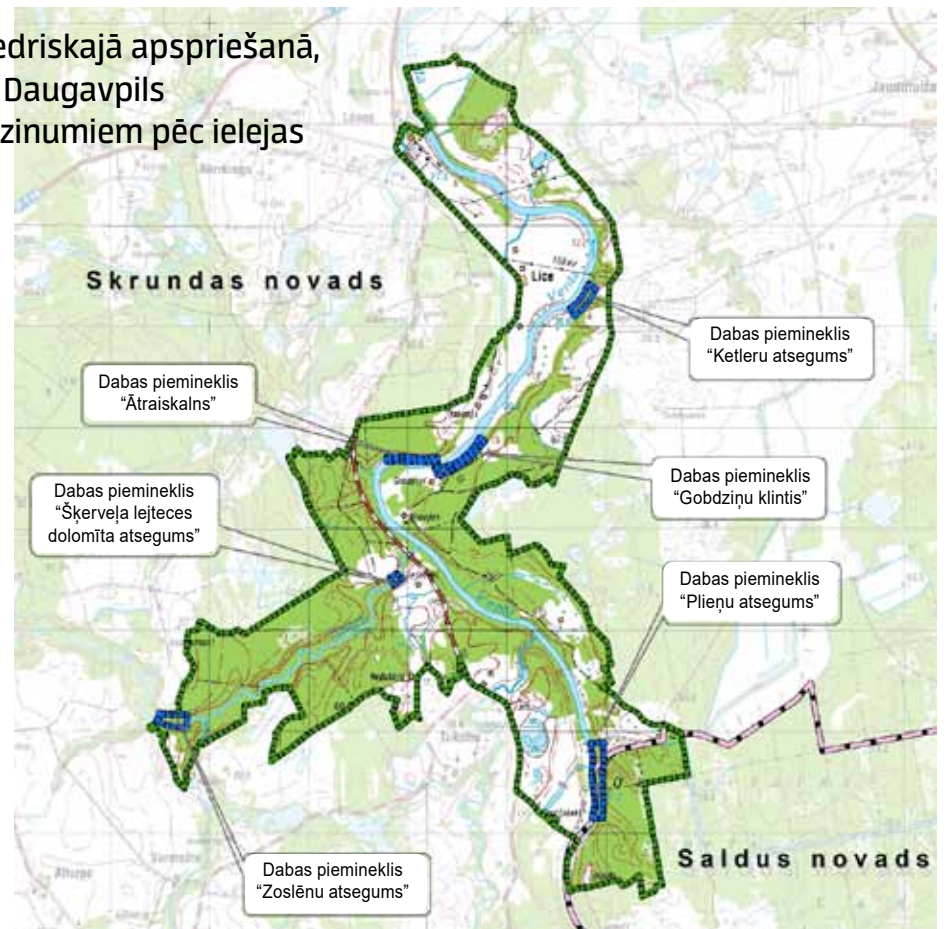 edriskajā apspriešanā,
Daugavpils
zinumiem pēc ielejas
Skrundas novads
Lice
Dabas piemineklis
“Ketleru atsegums”
Dabas piemineklis
“Ātraiskalns”
Dabas piemineklis
“Gobdziņu klintis”
Dabas piemineklis
“Šķerveļa lejteces
dolomīta atsegums”
Dabas piemineklis
“Plieņu atsegums”
Saldus novads
Dabas piemineklis
“Zoslēnu atsegums”